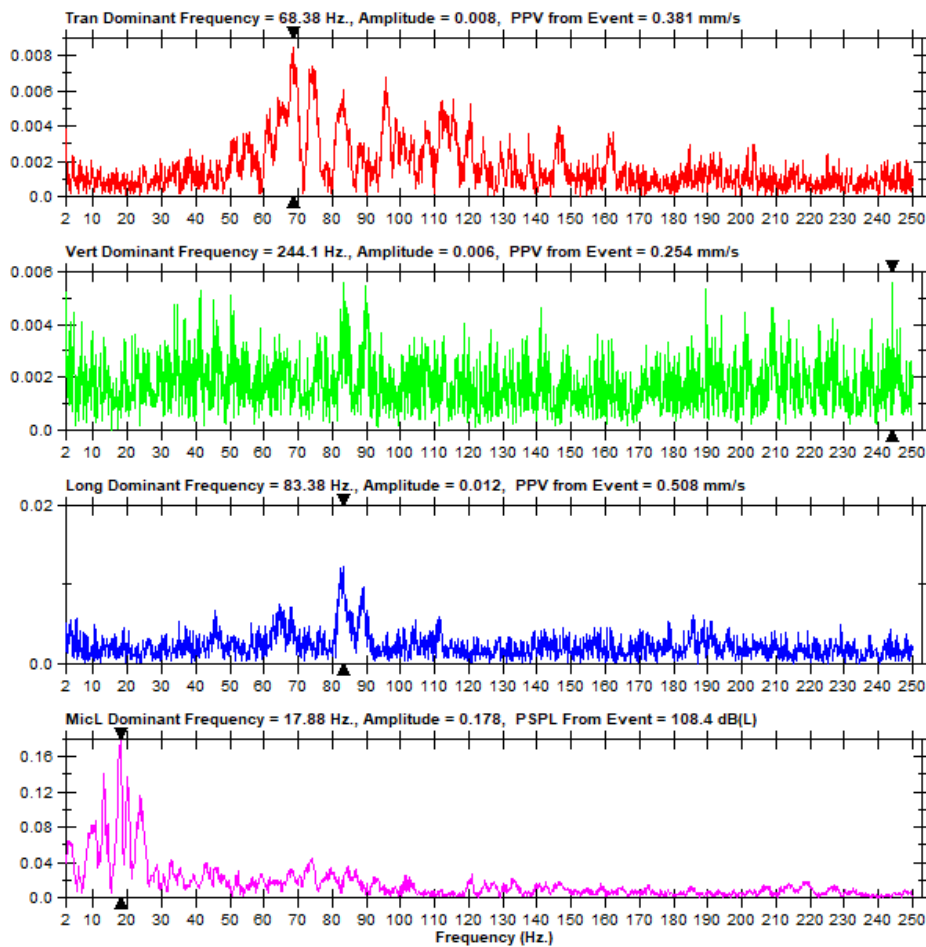 Tran Dominant Frequency = 68.38 Hz., Amplitude = 0.008, PPV from Event = 0.381 mm/s
0.008
0.006
0.004
0.002
0.0
2 10 20 30 40 50 60 70 80 90 100 110 120 130 140 150 160 170 180 190 200 210 220 230 240 250
Vert Dominant Frequency = 244.1 Hz., Amplitude = 0.006, PPV from Event = 0.254 mm/s
0.006
0.004
0.002
0.0
2 10 20 30 40 50 60 70 80 90 100 110 120 130 140 150 160 170 180 190 200 210 220 230 240 250
Long Dominant Frequency = 83.38 Hz., Amplitude = 0.012, PPV from Event = 0.508 mm/s
0.02
0.0
2 10 20 30 40 50 60 70 80 90 100 110 120 130 140 150 160 170 180 190 200 210 220 230 240 250
MicL Dominant Frequency = 17.88 Hz., Amplitude = 0.178, PSPL From Event = 108.4 dB(L)
0.16
0.12
0.08
0.04
0.0
2 10 20 30 40 50 60 70 80 90 100 110 120 130 140 150 160 170 180 190 200 210 220 230 240 250
Frequency (Hz.)